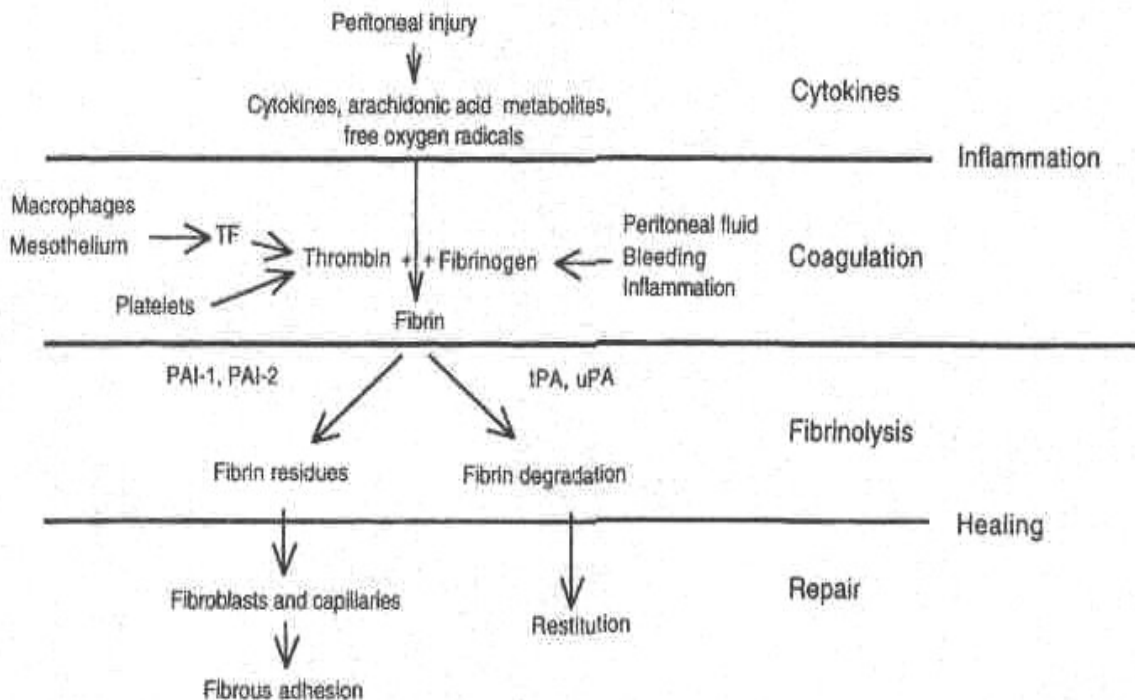 Peritoneal injury
Cytokines, arachidonic acid metabolites,
free oxygen radicals
Cytokines
Inflammation
Macrophages
Mesothelium
TF
Platelets
Thrombin + + Fibrinogen
Peritoneal fluid
Bleeding
Inflammation
Coagulation
Fibrin
PAI-1, PAI-2
tPA, uPA
Fibrinolysis
Fibrin residues
Fibrin degradation
Healing
Fibroblasts and capillaries
Restitution
Repair
Fibrous adhesion